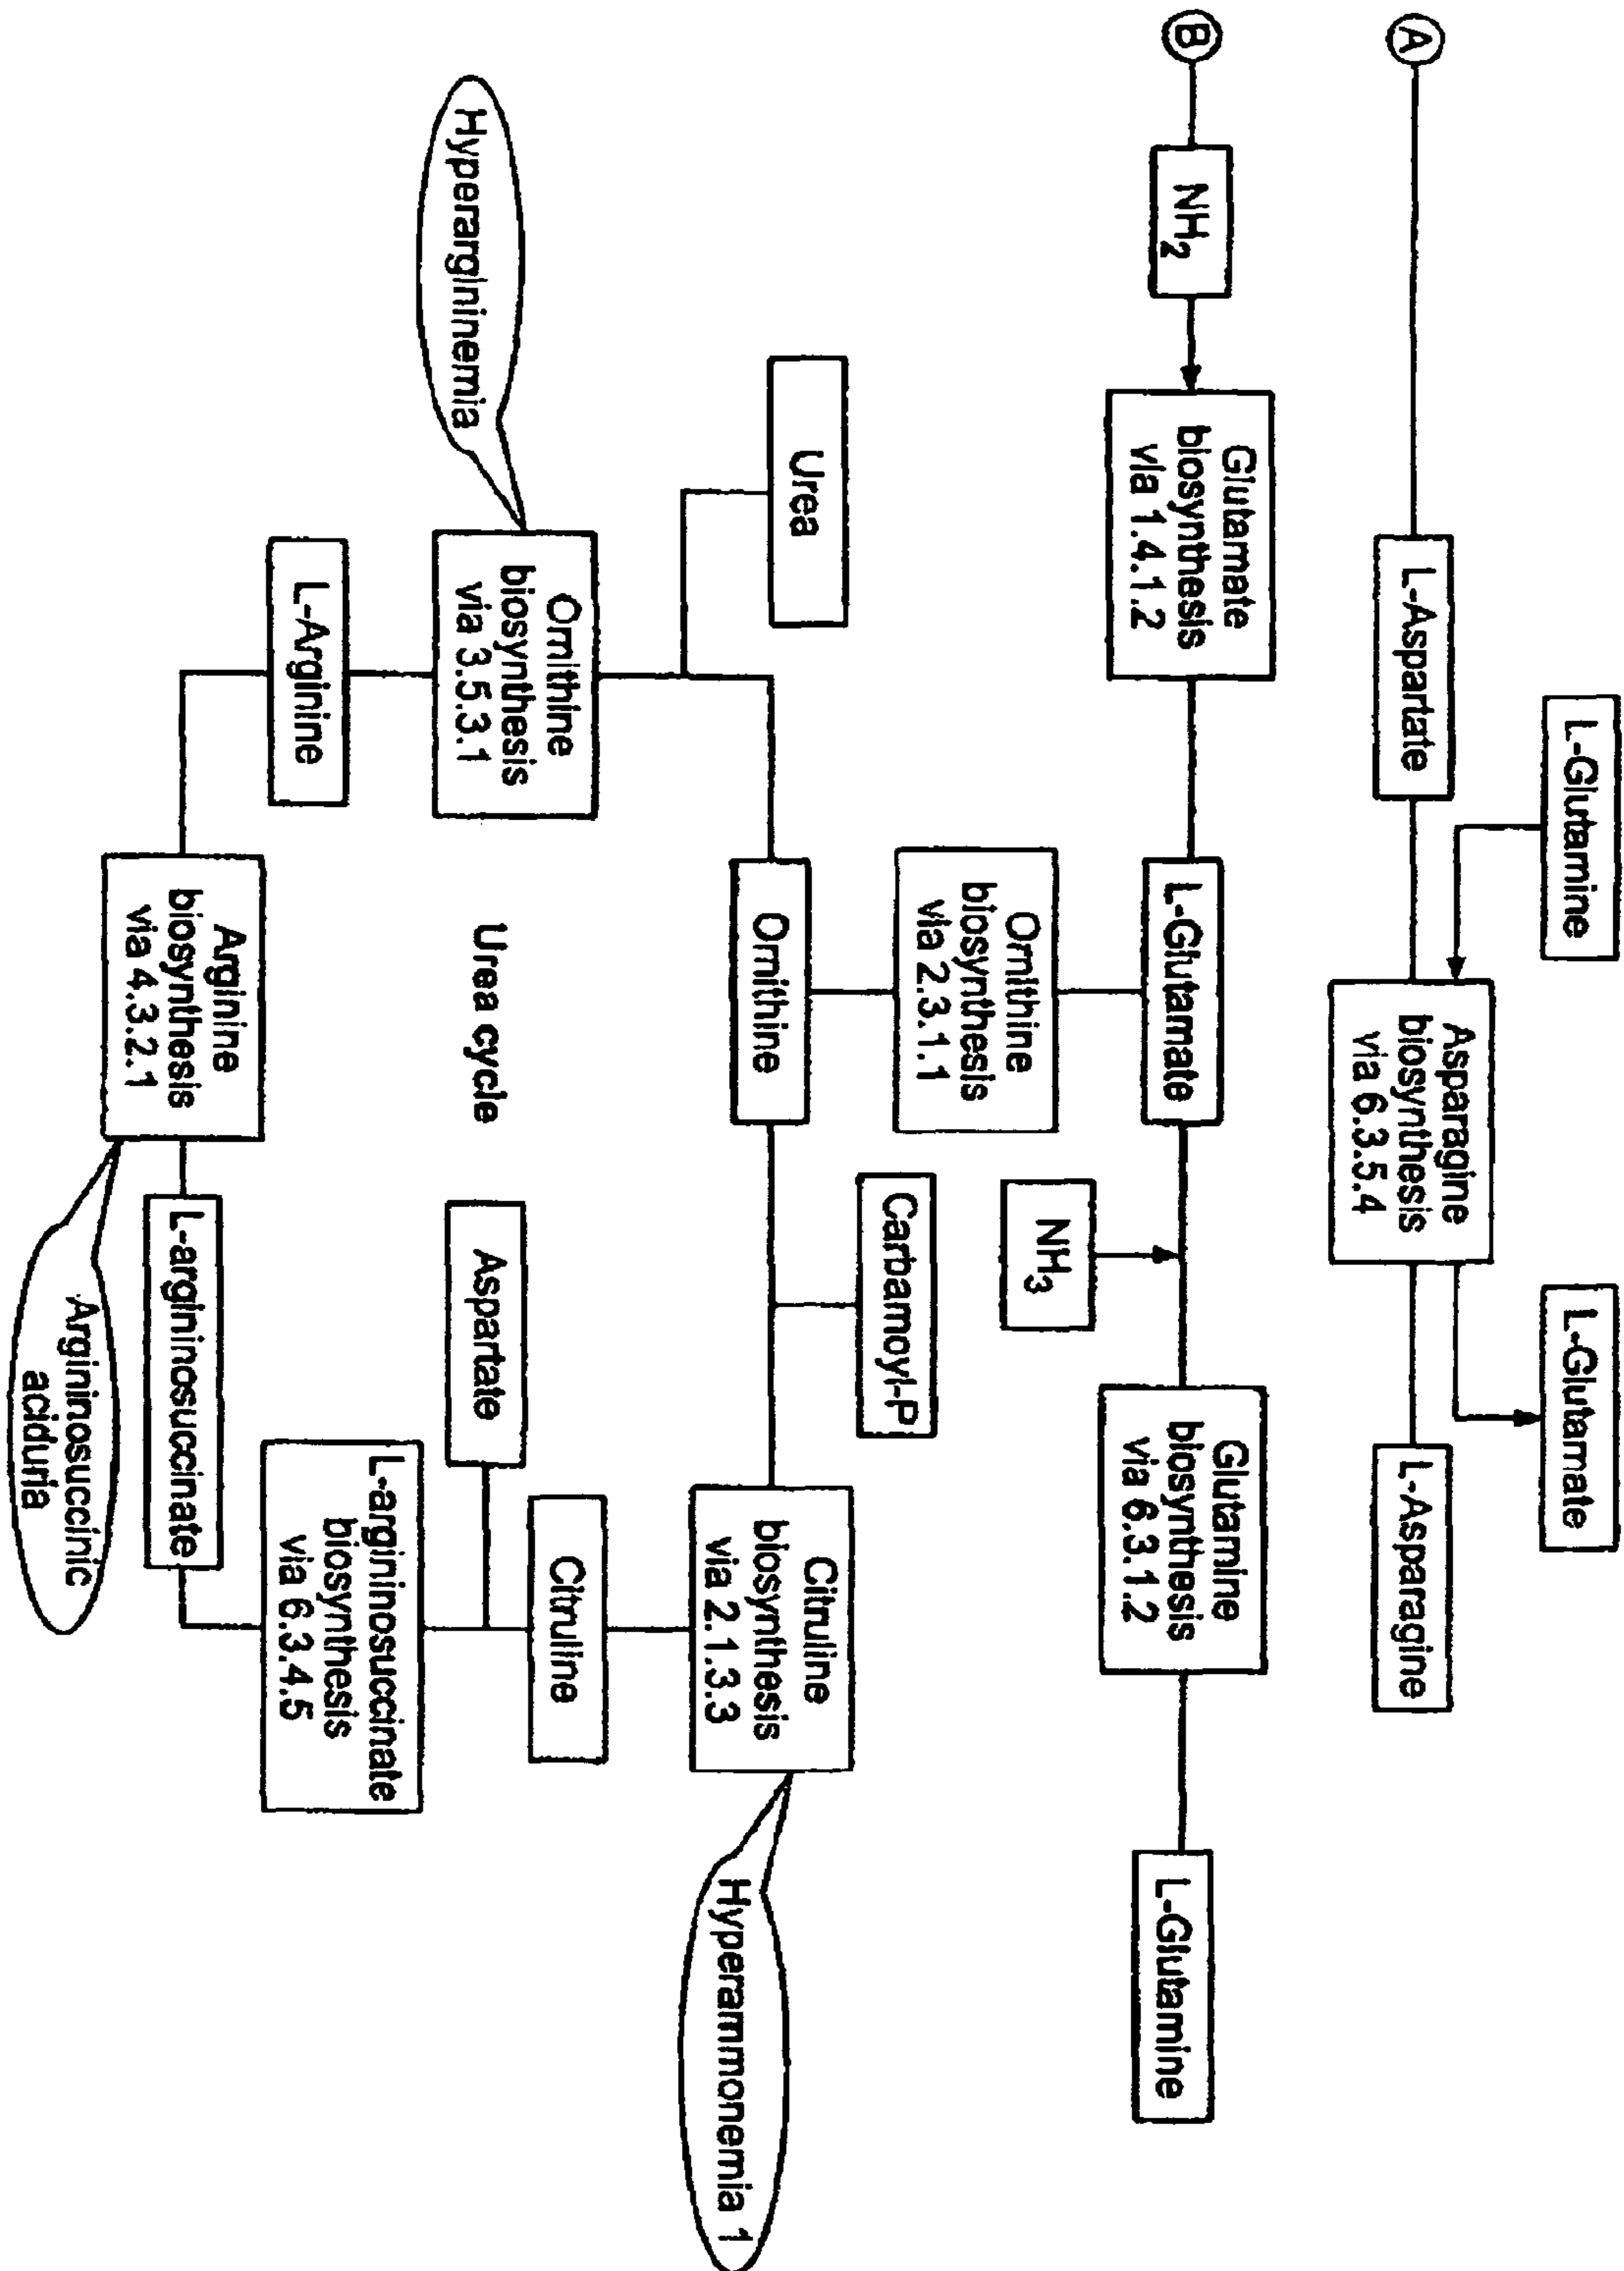 A
L-Aspartate
L-Glutamine
Asparagine
biosynthesis
via 6.3.5.4
L-Glutamate
L-Asparagine
B
NH2
Glutamate
biosynthesis
via 1.4.1.2
L-Glutamate
NH3
Glutamine
biosynthesis
via 6.3.1.2
L-Glutamine
Ornithine
biosynthesis
via 2.3.1.1
Urea
Ornithine
Carbamoyl-P
Citruline
biosynthesis
via 2.1.3.3
Hyperammonemia 1
Hyperargininemia
Ornithine
biosynthesis
via 3.5.3.1
Urea cycle
Aspartate
Citruline
L-Arginine
L-argininosuccinate
biosynthesis
via 6.3.4.5
Arginine
biosynthesis
via 4.3.2.1
L-argininosuccinate
Argininosuccinic
aciduria